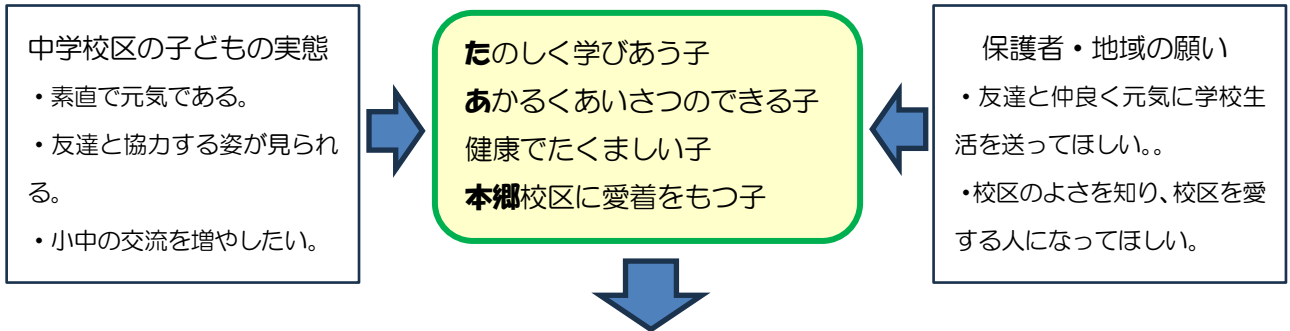 中学校区の子どもの実態
・素直で元気である。
・友達と協力する姿が見られ
る。
・小中の交流を増やしたい。
たのしく学びあう子
あかるくあいさつのできる子
健康でたくましい子
本郷校区に愛着をもつ子
保護者・地域の願い
・友達と仲良く元気に学校生
活を送ってほしい。。
・校区のよさを知り、校区を愛
する人になってほしい。